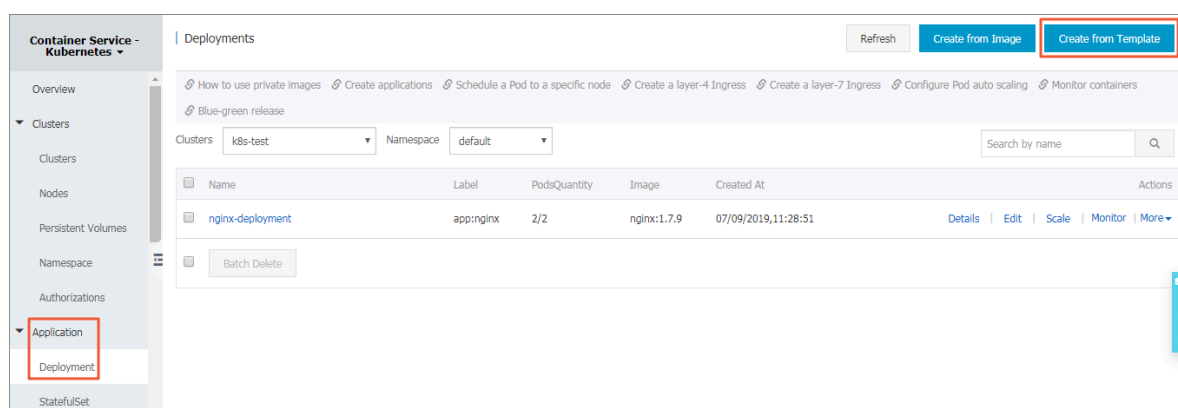 Container Service -
Kubernetes
Deployments
Refresh
Create from Image
Create from Template
Overview
Clusters
Clusters
Nodes
Persistent Volumes
Namespace
Authorizations
Application
Deployment
StatefulSet
How to use private images Create applications Schedule a Pod to a specific node Create a layer-4 Ingress Create a layer-7 Ingress Configure Pod auto scaling Monitor containers
Blue-green release
Clusters k8s-test Namespace default Search by name
Name Label PodsQuantity Image Created At Actions
nginx-deployment app:nginx 2/2 nginx:1.7.9 07/09/2019,11:28:51 Details | Edit | Scale | Monitor | More
Batch Delete